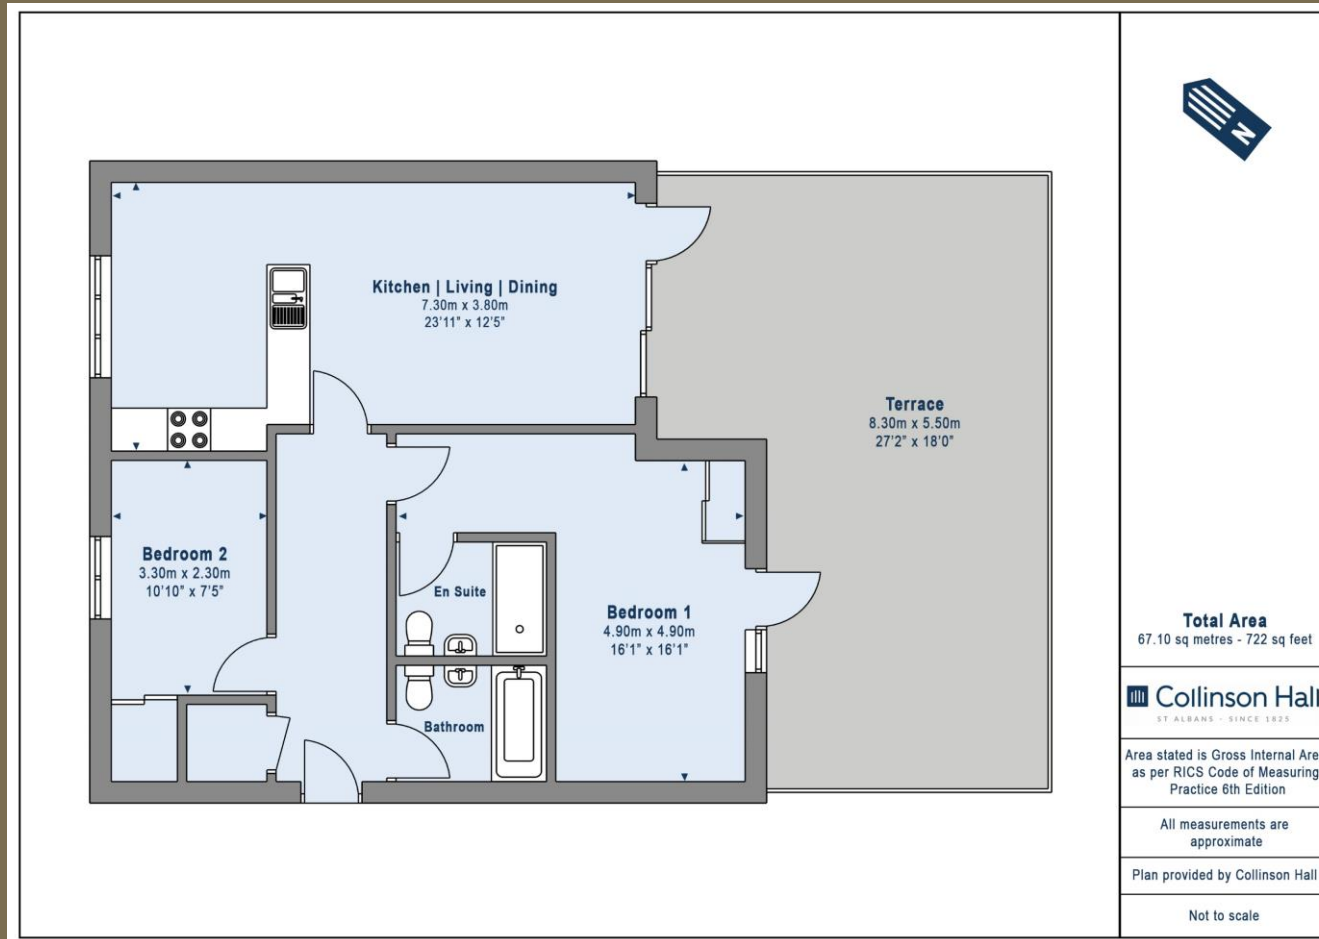 N
Kitchen | Living | Dining
7.30m x 3.80m
23'11" x 12'5"
Terrace
8.30m x 5.50m
27'2" x 18'0"
Bedroom 2
3.30m x 2.30m
10'10" x 7'5"
En Suite
Bedroom 1
4.90m x 4.90m
16'1" x 16'1"
Bathroom
Total Area
67.10 sq metres - 722 sq feet
Collinson Hall
ST ALBANS - SINCE 1825
Area stated is Gross Internal Are
as per RICS Code of Measuring
Practice 6th Edition
All measurements are
approximate
Plan provided by Collinson Hall
Not to scale